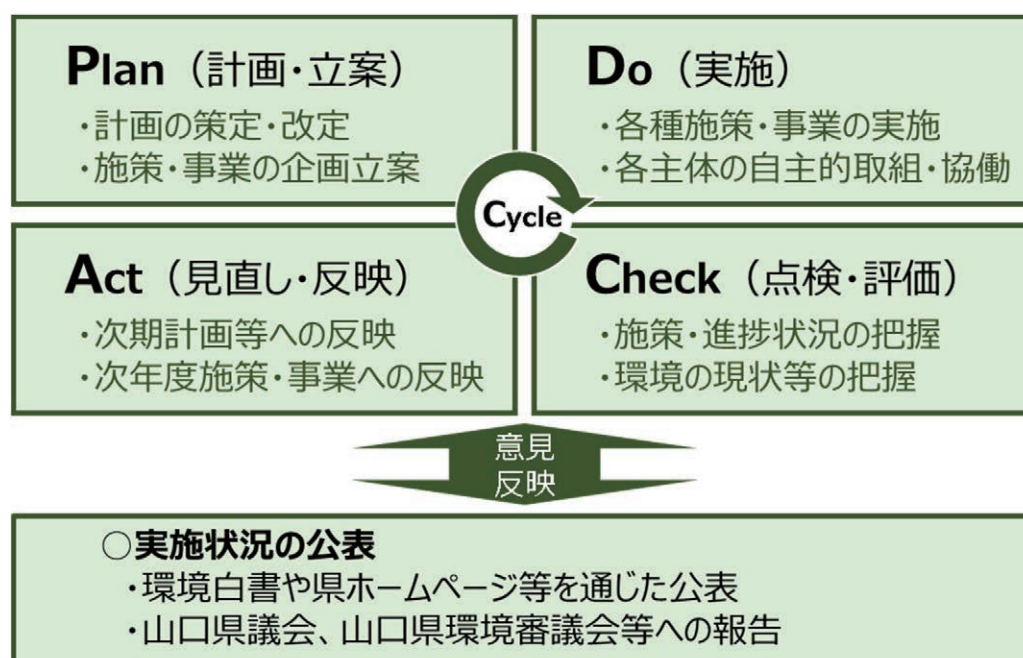 Plan（計画・立案）
・計画の策定・改定
・施策・事業の企画立案
Do（実施）
・各種施策・事業の実施
・各主体の自主的取組・協働
Cycle
Act（見直し・反映）
・次期計画等への反映
・次年度施策・事業への反映
Check（点検・評価）
・施策・進捗状況の把握
・環境の現状等の把握
意見
反映
○実施状況の公表
・環境白書や県ホームページ等を通じた公表
・山口県議会、山口県環境審議会等への報告